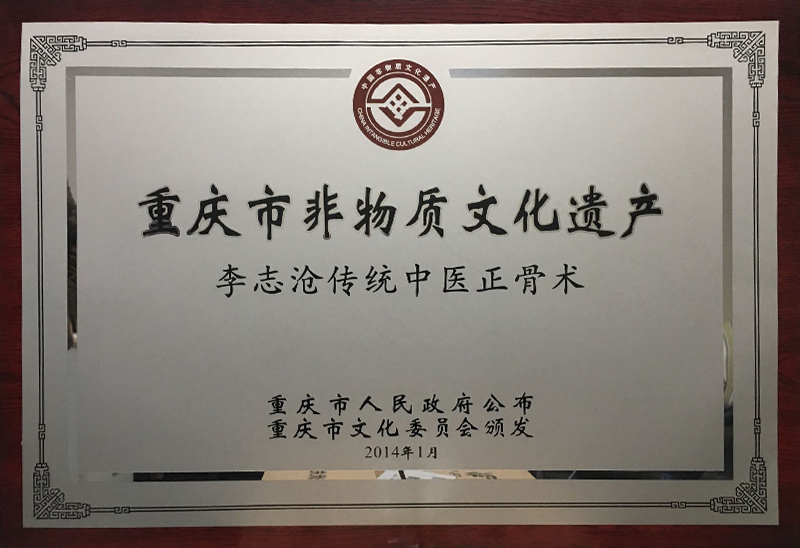 中国非物质文化遗产
CHINA INTANGIBLE CULTURAL HERITAGE
重庆市非物质文化遗产
李志沧传统中医正骨术
重庆市人民政府公布
重庆市文化委员会颁发
2014年1月